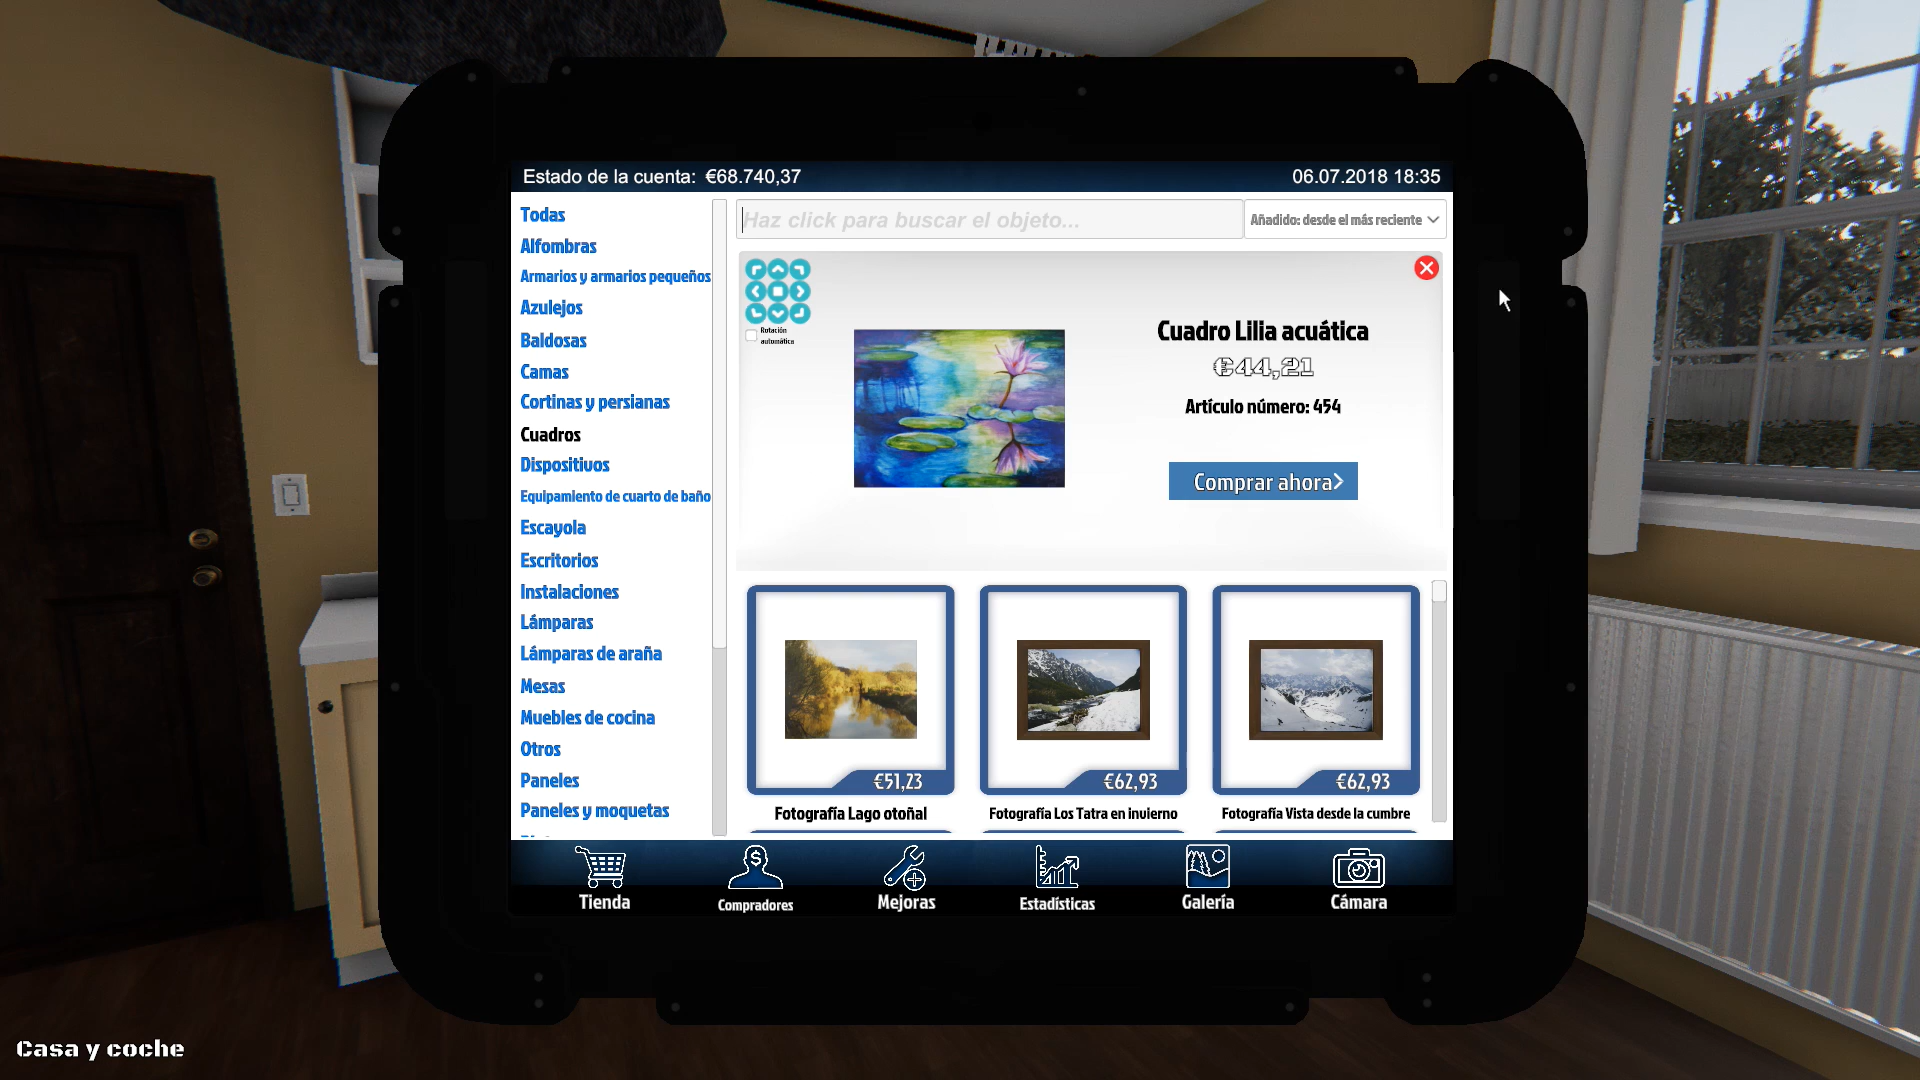 Estado de la cuenta: €68.740,37
06.07.2018 18:35
Todas
Alfombras
Armarios y armarios pequeños
Azulejos
Baldosas
Camas
Cortinas y persianas
Cuadros
Dispositivos
Equipamiento de cuarto de baño
Escayola
Escritorios
Instalaciones
Lámparas
Lámparas de araña
Mesas
Muebles de cocina
Otros
Paneles
Paneles y moquetas
Haz click para buscar el objeto...
Añadido: desde el más reciente
Rotación
automática
Cuadro Lilia acuática
€44,21
Artículo número: 454
Comprar ahora
€51,23
€62,93
€62,93
Fotografía Lago otoñal
Fotografía Los Tatra en invierno
Fotografía Vista desde la cumbre
Tienda
Compradores
Mejoras
Estadísticas
Galería
Cámara
Casa y coche